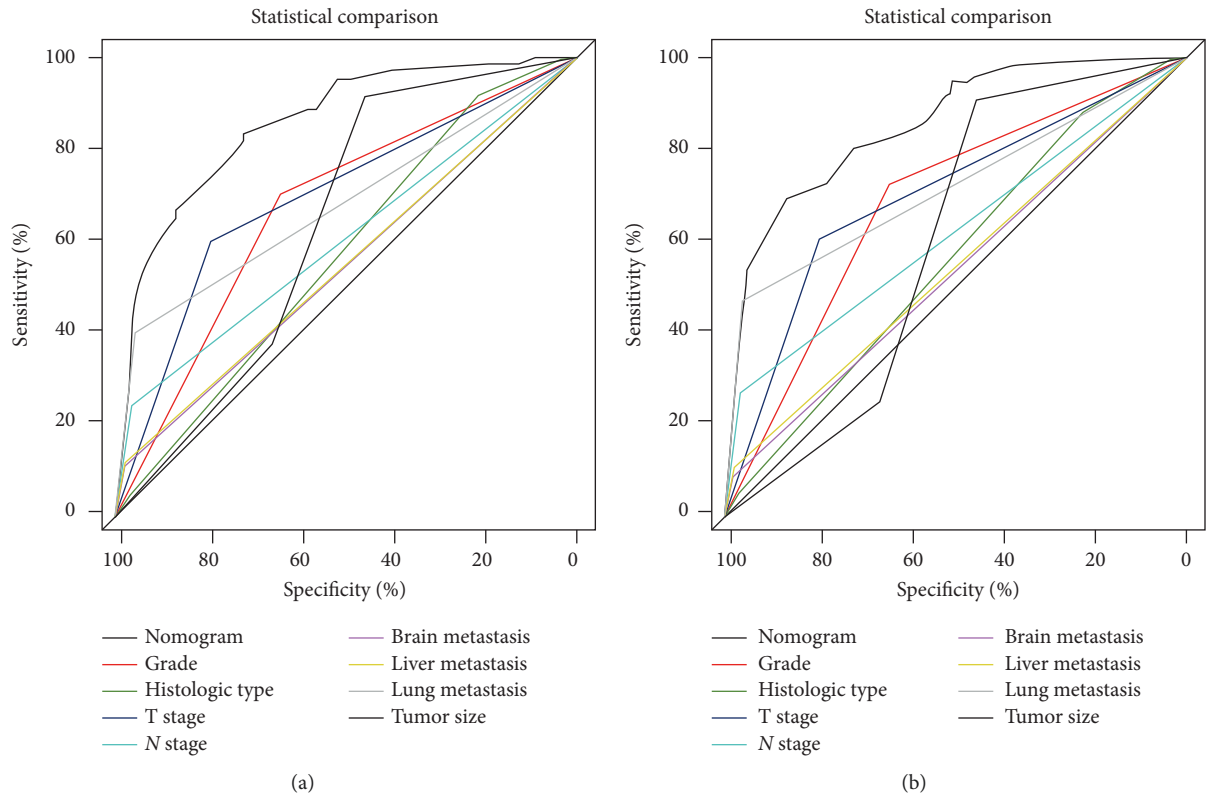 Statistical comparison
100
80
60
40
20
0
Sensitivity (%)
100
80
60
40
20
0
Specificity (%)
Nomogram
Grade
Histologic type
T stage
N stage
Brain metastasis
Liver metastasis
Lung metastasis
Tumor size
(a)
Statistical comparison
100
80
60
40
20
0
Sensitivity (%)
100
80
60
40
20
0
Specificity (%)
Nomogram
Grade
Histologic type
T stage
N stage
Brain metastasis
Liver metastasis
Lung metastasis
Tumor size
(b)